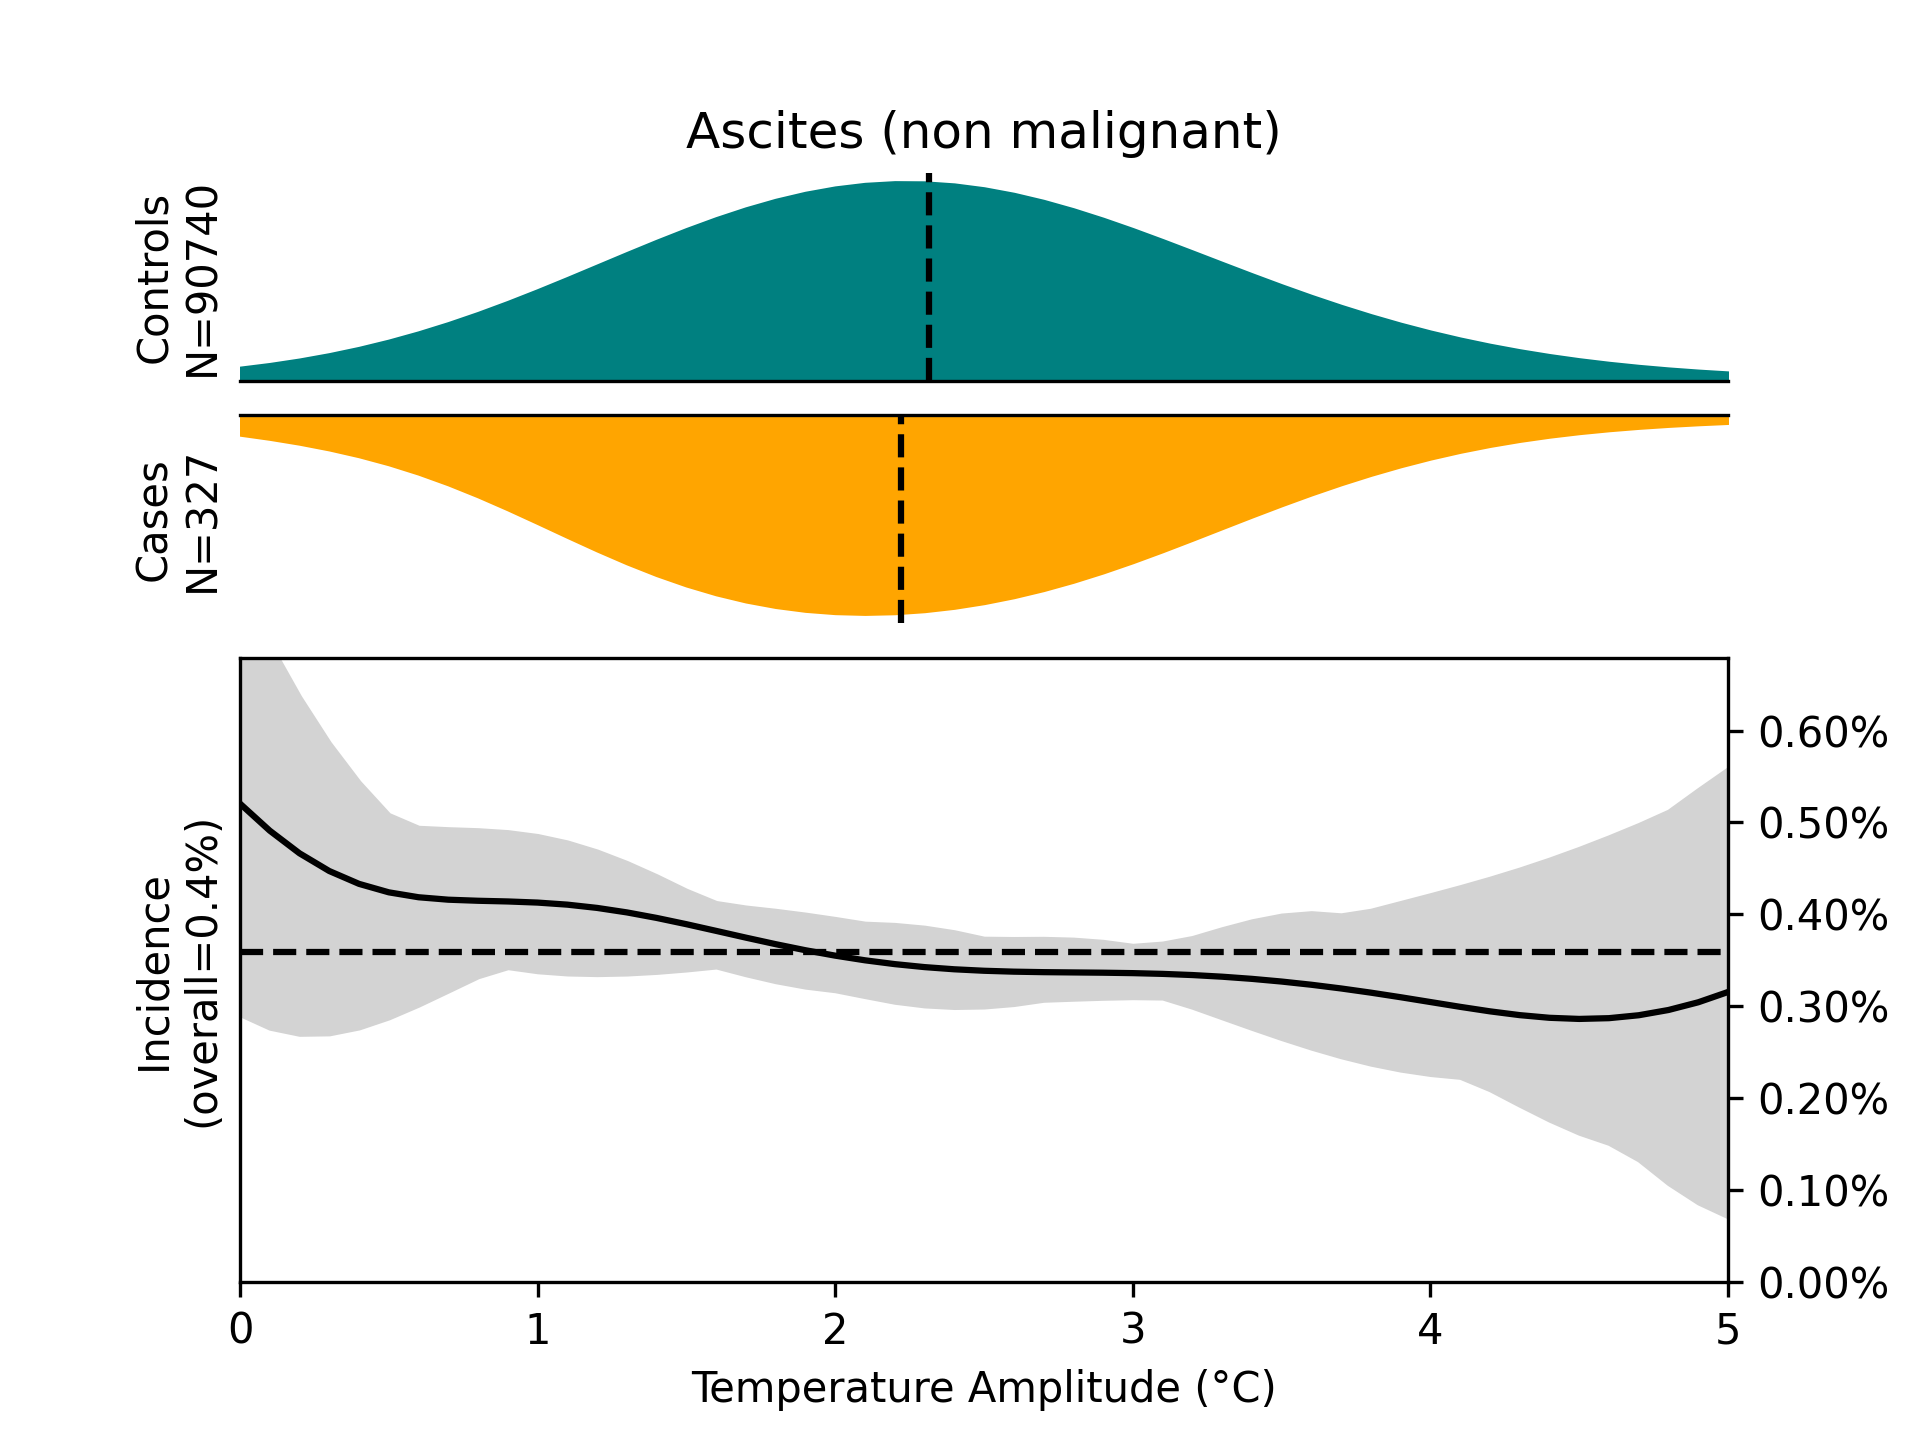 Ascites (non malignant)
Controls
N=90740
Cases
N=327
Incidence
(overall=0.4%)
0.60%
0.50%
0.40%
0.30%
0.20%
0.10%
0.00%
0 1 2 3 4 5
Temperature Amplitude (°C)